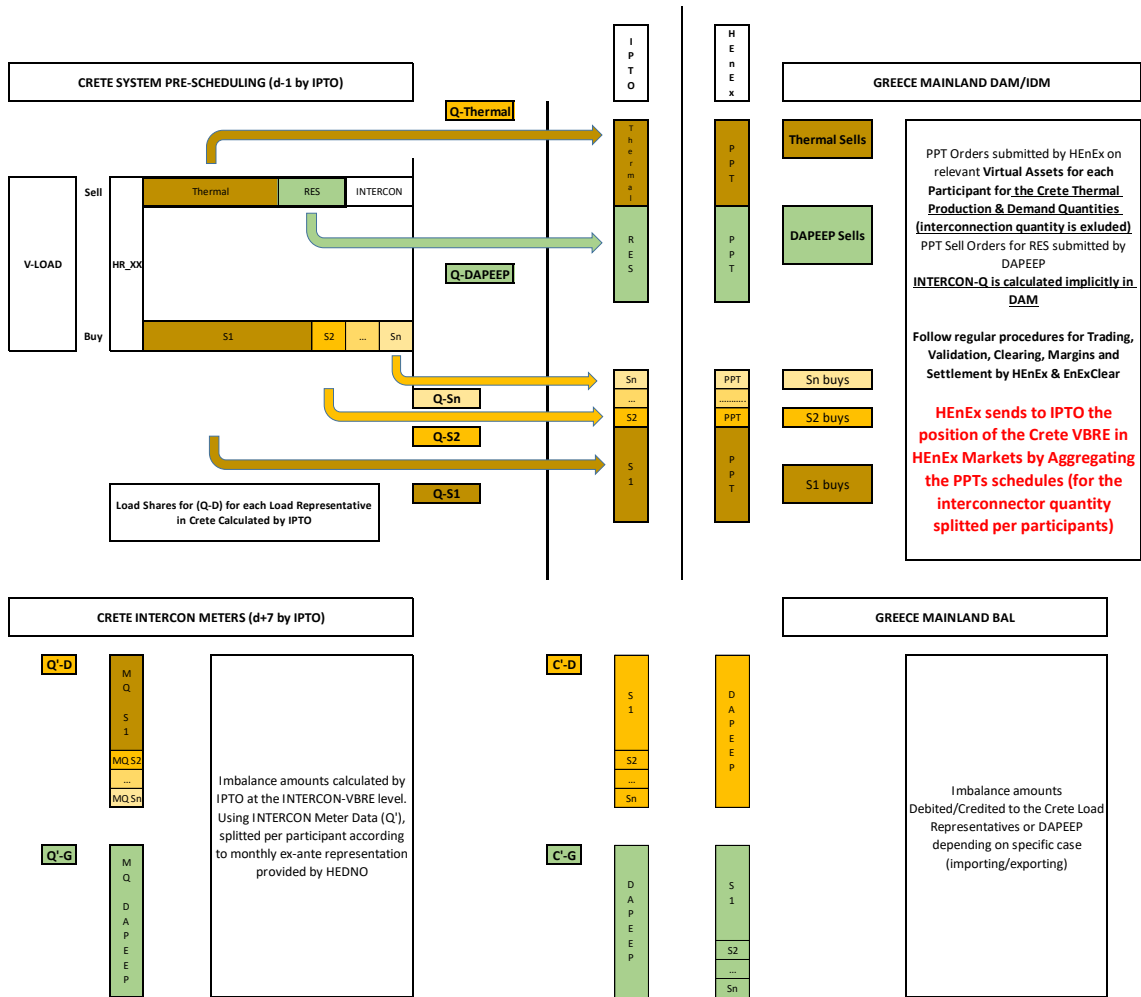 IPTO
HEnEx
CRETE SYSTEM PRE-SCHEDULING (d-1 by IPTO)
GREECE MAINLAND DAM/IDM
Q-Thermal
Thermal
PPT
Thermal Sells
PPT Orders submitted by HEnEx on
relevant Virtual Assets for each
Participant for the Crete Thermal
Production & Demand Quantities
(interconnection quantity is exluded)
PPT Sell Orders for RES submitted by
DAPEEP
INTERCON-Q is calculated implicitly in
DAM
Follow regular procedures for Trading,
Validation, Clearing, Margins and
Settlement by HEnEx & EnExClear
HEnEx sends to IPTO the
position of the Crete VBRE in
HEnEx Markets by Aggregating
the PPTs schedules (for the
interconnector quantity
splitted per participants)
V-LOAD
Sell
HR_XX
Thermal
RES
INTERCON
RES
PPT
DAPEEP Sells
Q-DAPEEP
Buy
S1
S2
...
Sn
Sn
PPT
Sn buys
Q-Sn
...
...........
S2
PPT
S2 buys
Q-S2
S1
PPT
S1 buys
Q-S1
Load Shares for (Q-D) for each Load Representative
in Crete Calculated by IPTO
CRETE INTERCON METERS (d+7 by IPTO)
GREECE MAINLAND BAL
Q'-D
MQ S1
MQ S2
...
MQ Sn
Imbalance amounts calculated by
IPTO at the INTERCON-VBRE level.
Using INTERCON Meter Data (Q'),
splitted per participant according
to monthly ex-ante representation
provided by HEDNO
C'-D
S1
S2
...
Sn
DAPEEP
Imbalance amounts
Debited/Credited to the Crete Load
Representatives or DAPEEP
depending on specific case
(importing/exporting)
Q'-G
MQ DAPEEP
C'-G
DAPEEP
S1
S2
...
Sn